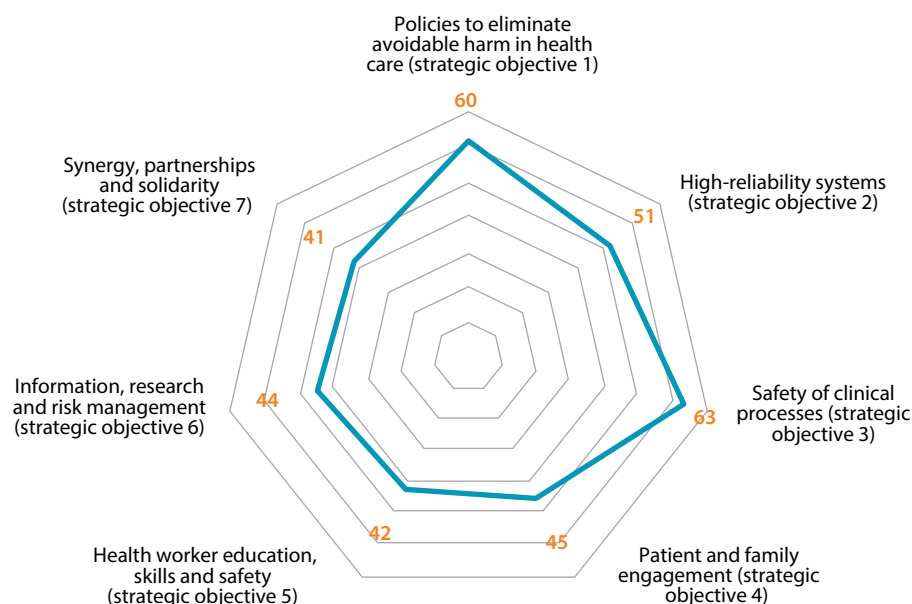 Policies to eliminate
avoidable harm in health
care (strategic objective 1)
60
High-reliability systems
(strategic objective 2)
51
Safety of clinical
processes (strategic
objective 3)
63
Patient and family
engagement (strategic
objective 4)
45
Health worker education,
skills and safety
(strategic objective 5)
42
Information, research
and risk management
(strategic objective 6)
44
Synergy, partnerships
and solidarity
(strategic objective 7)
41